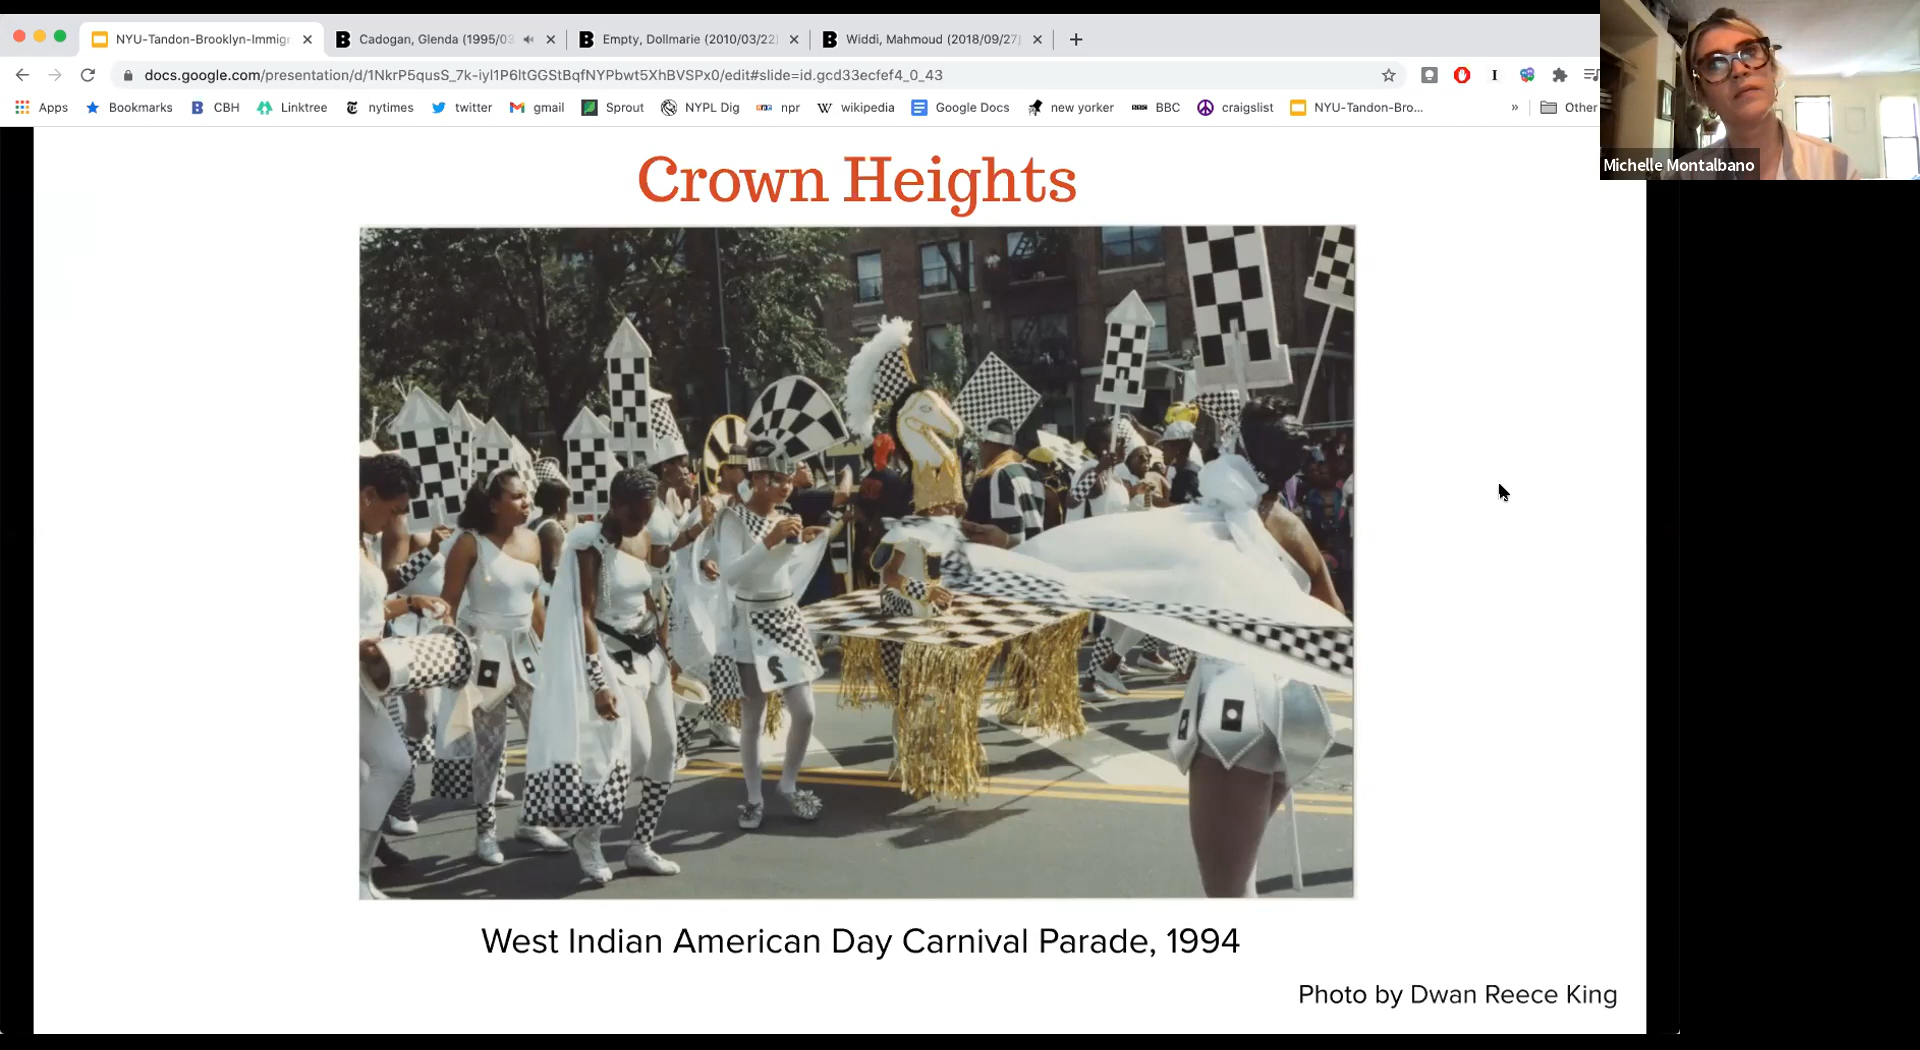 NYU-Tandon-Brooklyn-Immigr
Cadogan, Glenda (1995/03
Empty, Dollmarie (2010/03/22)
Widdi, Mahmoud (2018/09/27)
docs.google.com/presentation/d/1NkrP5qusS_7k-iyl1P6ltGGStBqfNYPbwt5XhBVSPx0/edit#slide=id.gcd33ecfef4_0_43
Apps Bookmarks B CBH Linktree nytimes twitter gmail Sprout NYPL Dig npr npr W wikipedia Google Docs new yorker BBC BBC craigslist NYU-Tandon-Bro... » Other
Michelle Montalbano
Crown Heights
West Indian American Day Carnival Parade, 1994
Photo by Dwan Reece King